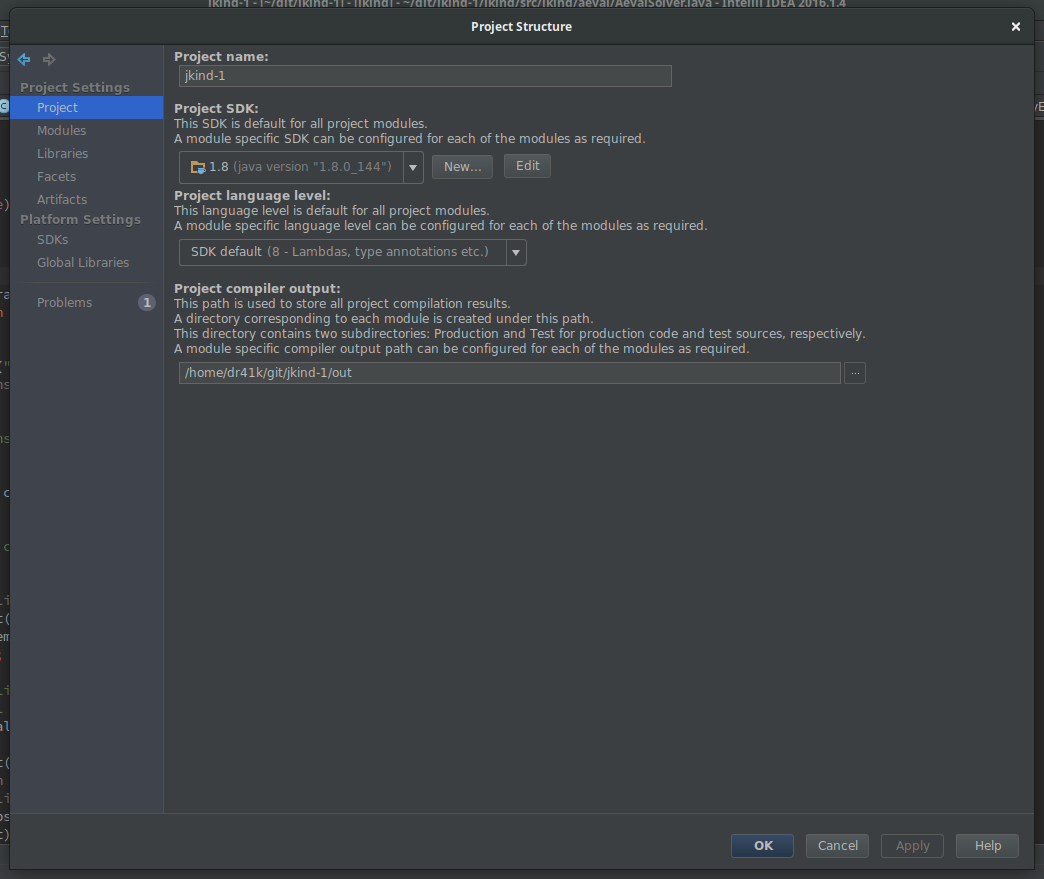 jkind-1 - [~/git/jkind-1] - [jkind] - ~/git/jkind-1/jkind/src/jkind/aeval/AevalSolver.java - IntelliJ IDEA 2016.1.4
Project Structure
Project Settings
Project
Modules
Libraries
Facets
Artifacts
Platform Settings
SDKs
Global Libraries
Problems
1
Project name:
jkind-1
Project SDK:
This SDK is default for all project modules.
A module specific SDK can be configured for each of the modules as required.
1.8 (java version "1.8.0_144")
New...
Edit
Project language level:
This language level is default for all project modules.
A module specific language level can be configured for each of the modules as required.
SDK default (8 - Lambdas, type annotations etc.)
Project compiler output:
This path is used to store all project compilation results.
A directory corresponding to each module is created under this path.
This directory contains two subdirectories: Production and Test for production code and test sources, respectively.
A module specific compiler output path can be configured for each of the modules as required.
/home/dr41k/git/jkind-1/out
...
OK
Cancel
Apply
Help